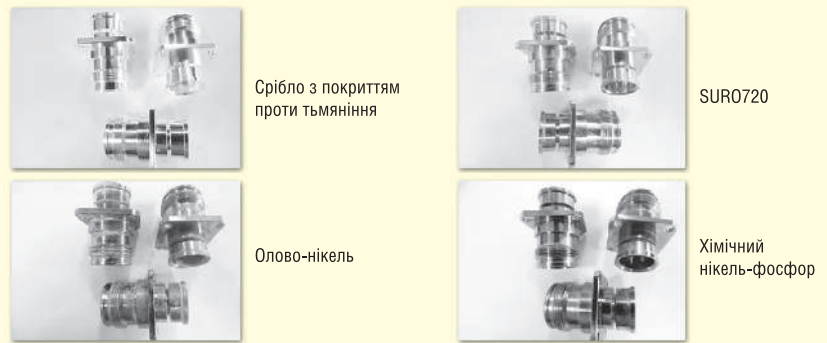 Срібло з покриттям
проти тьмяніння
SURO720
Олово-нікель
Хімічний
нікель-фосфор